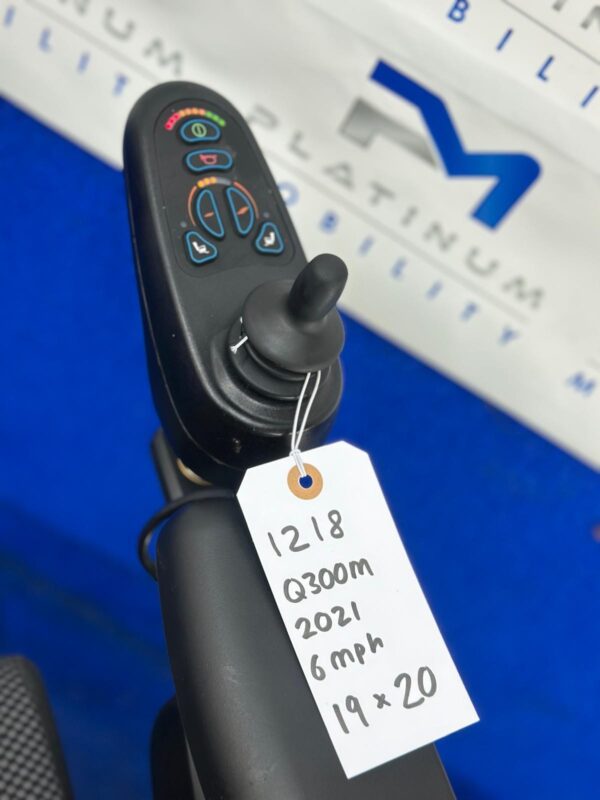 PLATINUM
MOBILITY
1218
Q300m
2021
6 mph
19 x 20